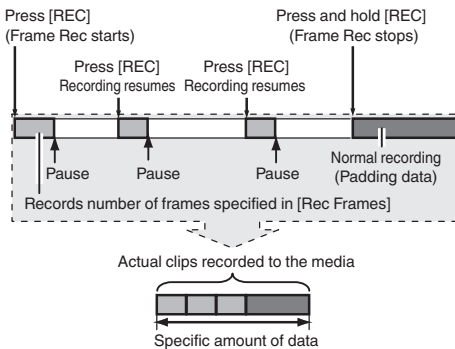 Press [REC]
(Frame Rec starts)
Press and hold [REC]
(Frame Rec stops)
Press [REC]
Recording resumes
Press [REC]
Recording resumes
Pause
Pause
Pause
Normal recording
(Padding data)
Records number of frames specified in [Rec Frames]
Actual clips recorded to the media
Specific amount of data